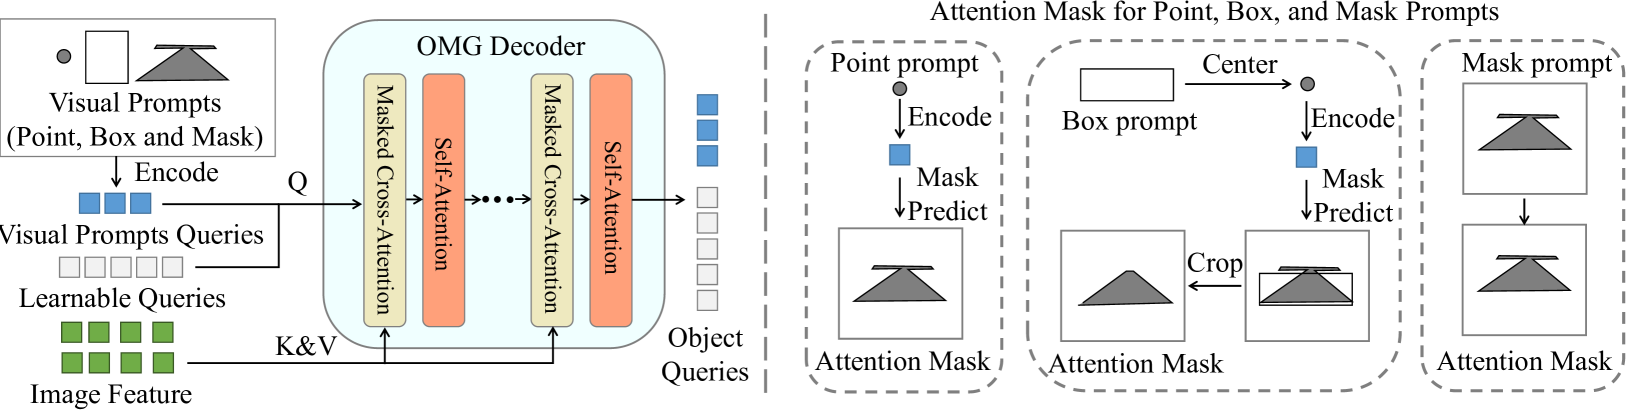 Visual Prompts
(Point, Box and Mask)
Encode
Visual Prompts Queries
Learnable Queries
Image Feature
Q
K&V
OMG Decoder
Masked Cross-Attention
Self-Attention
Masked Cross-Attention
Self-Attention
Object
Queries
Attention Mask for Point, Box, and Mask Prompts
Point prompt
Encode
Mask
Predict
Attention Mask
Box prompt
Center
Encode
Mask
Predict
Crop
Attention Mask
Mask prompt
Attention Mask